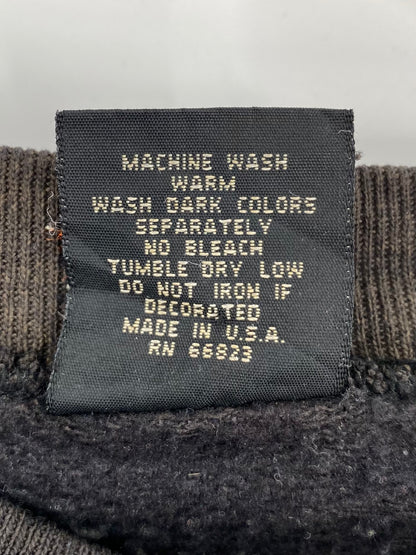 MACHINE WASH
WARM
WASH DARK COLORS
SEPARATELY
NO BLEACH
TUMBLE DRY LOW
DO NOT IRON IF
DECORATED
MADE IN U.S.A.
RN 66823